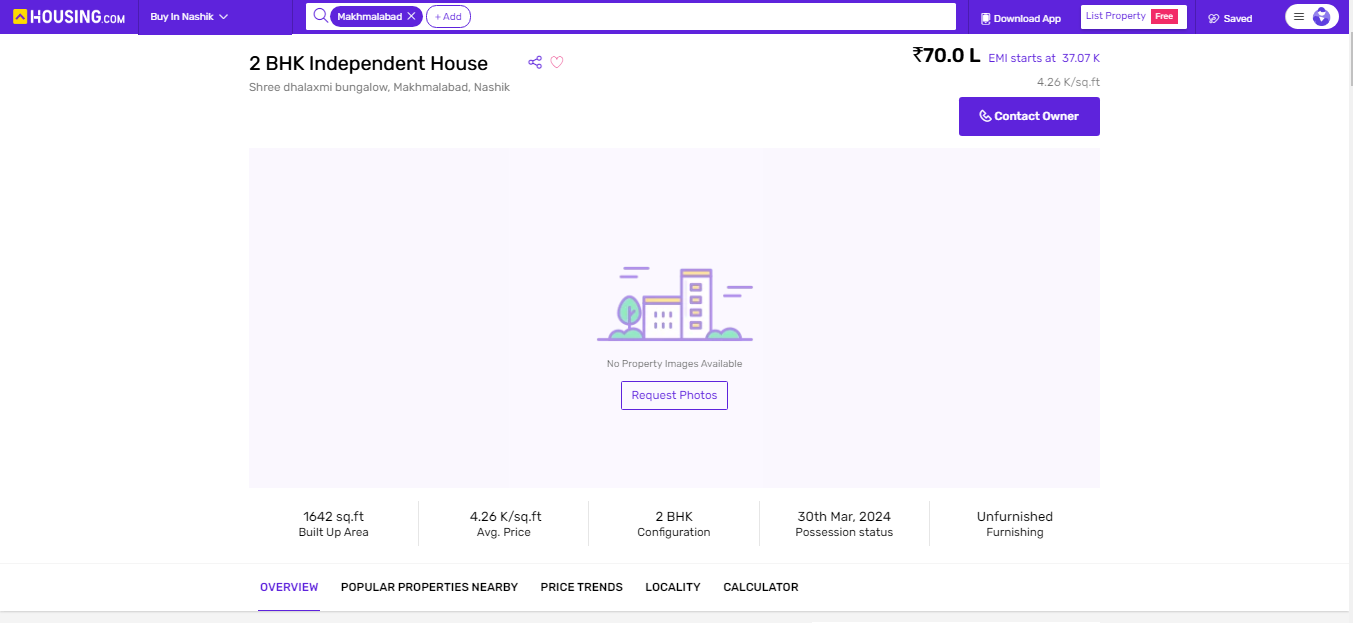 HOUSING.COM
Buy In Nashik
Makhmalabad
+ Add
Download App
List Property Free
Saved
2 BHK Independent House
Shree dhalaxmi bungalow, Makhmalabad, Nashik
₹70.0 L EMI starts at 37.07 K
4.26 K/sq.ft
Contact Owner
No Property Images Available
Request Photos
1642 sq.ft
Built Up Area
4.26 K/sq.ft
Avg. Price
2 BHK
Configuration
30th Mar, 2024
Possession status
Unfurnished
Furnishing
OVERVIEW POPULAR PROPERTIES NEARBY PRICE TRENDS LOCALITY CALCULATOR